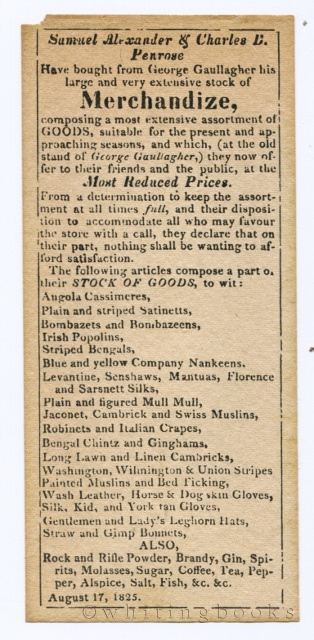 Samuel Alexander & Charles B.
Penrose
Have bought from George Gaullagher his
large and very extensive stock of
Merchandize,
composing a most extensive assortment of
GOODS, suitable for the present and ap-
proaching seasons, and which, (at the old
stand of George Gaullagher,) they now of-
fer to their friends and the public, at the
Most Reduced Prices.
From a determination to keep the assort-
ment at all times full, and their disposi-
tion to accommodate all who may favour
the store with a call, they declare that on
their part, nothing shall be wanting to af-
ford satisfaction.
The following articles compose a part of
their STOCK OF GOODS, to wit:
Angola Cassimeres,
Plain and striped Satinetts,
Bombazets and Bombazeens,
Irish Popolins,
Striped Bengals,
Blue and yellow Company Nankeens,
Levantine, Senshaws, Mantuas, Florence
and Sarsnett Silks,
Plain and figured Mull Mull,
Jaconet, Cambrick and Swiss Muslins,
Robinets and Italian Crapes,
Bengal Chintz and Ginghams,
Long Lawn and Linen Cambricks,
Washington, Wilmington & Union Stripes
Painted Muslins and Bed Ticking,
Wash Leather, Horse & Dog skin Gloves,
Silk, Kid, and York tan Gloves,
Gentlemen and Lady's Leghorn Hats,
Straw and Gimp Bonnets,
ALSO,
Rock and Rifle Powder, Brandy, Gin, Spi-
rits, Molasses, Sugar, Coffee, Tea, Pep-
per, Alspice, Salt, Fish, &c. &c.
August 17, 1825.
©whitingbooks